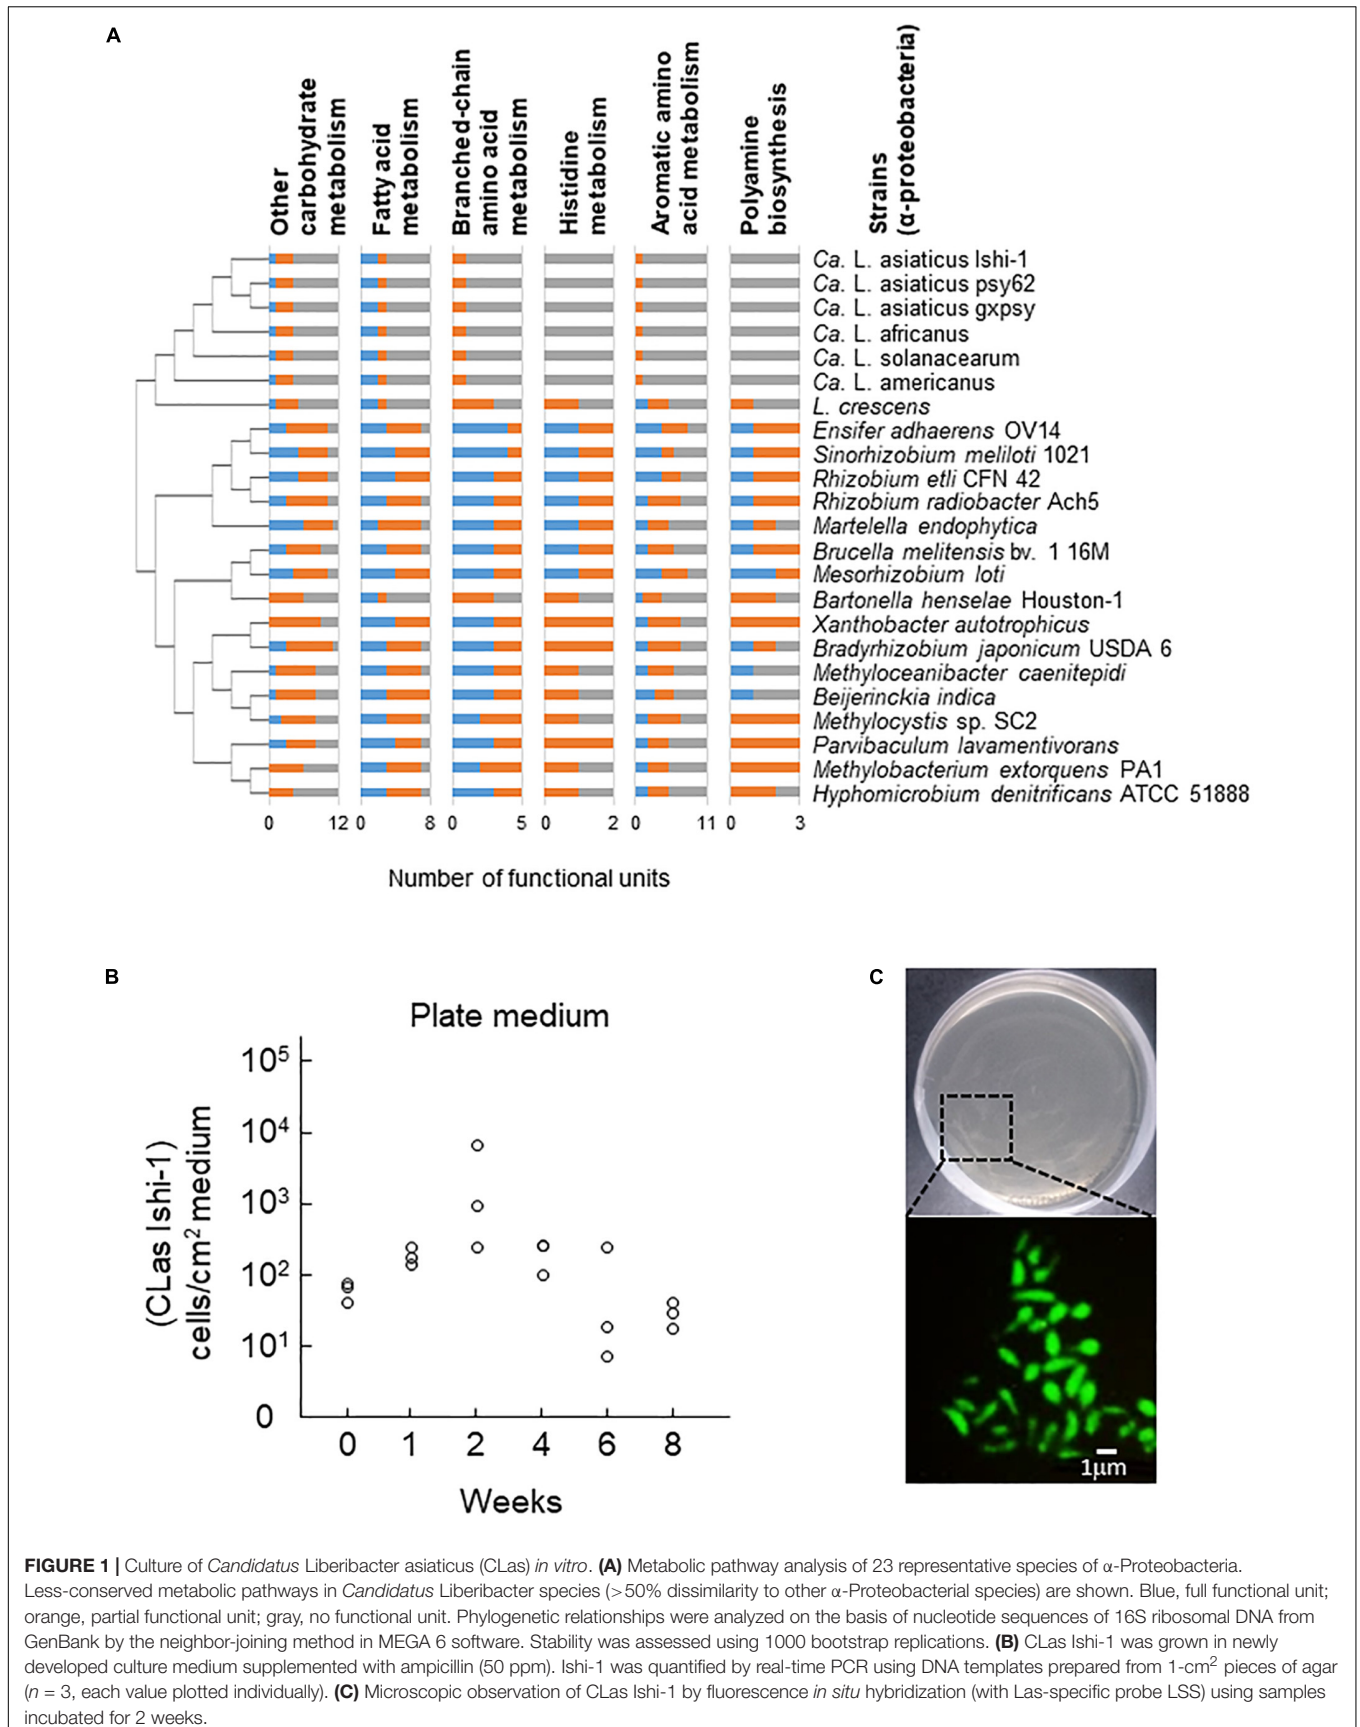 A
Other
carbohydrate
metabolism
Fatty acid
metabolism
Branched-chain
amino acid
metabolism
Histidine
metabolism
Aromatic amino
acid metabolism
Polyamine
biosynthesis
Strains
(α-proteobacteria)
Ca. L. asiaticus Ishi-1
Ca. L. asiaticus psy62
Ca. L. asiaticus gxpsy
Ca. L. africanus
Ca. L. solanacearum
Ca. L. americanus
L. crescens
Ensifer adhaerens OV14
Sinorhizobium meliloti 1021
Rhizobium etli CFN 42
Rhizobium radiobacter Ach5
Martelella endophytica
Brucella melitensis bv. 1 16M
Mesorhizobium loti
Bartonella henselae Houston-1
Xanthobacter autotrophicus
Bradyrhizobium japonicum USDA 6
Methyloceanibacter caenitepidi
Beijerinckia indica
Methylocystis sp. SC2
Parvibaculum lavamentivorans
Methylobacterium extorquens PA1
Hyphomicrobium denitrificans ATCC 51888
0 12 0 8 0 5 0 2 0 11 0 3
Number of functional units
B
Plate medium
(CLas Ishi-1)
cells/cm² medium
10⁵
10⁴
10³
10²
10¹
0
0 1 2 4 6 8
Weeks
C
1μm
FIGURE 1 | Culture of Candidatus Liberibacter asiaticus (CLas) in vitro. (A) Metabolic pathway analysis of 23 representative species of α-Proteobacteria.
Less-conserved metabolic pathways in Candidatus Liberibacter species (>50% dissimilarity to other α-Proteobacterial species) are shown. Blue, full functional unit;
orange, partial functional unit; gray, no functional unit. Phylogenetic relationships were analyzed on the basis of nucleotide sequences of 16S ribosomal DNA from
GenBank by the neighbor-joining method in MEGA 6 software. Stability was assessed using 1000 bootstrap replications. (B) CLas Ishi-1 was grown in newly
developed culture medium supplemented with ampicillin (50 ppm). Ishi-1 was quantified by real-time PCR using DNA templates prepared from 1-cm² pieces of agar
(n = 3, each value plotted individually). (C) Microscopic observation of CLas Ishi-1 by fluorescence in situ hybridization (with Las-specific probe LSS) using samples
incubated for 2 weeks.